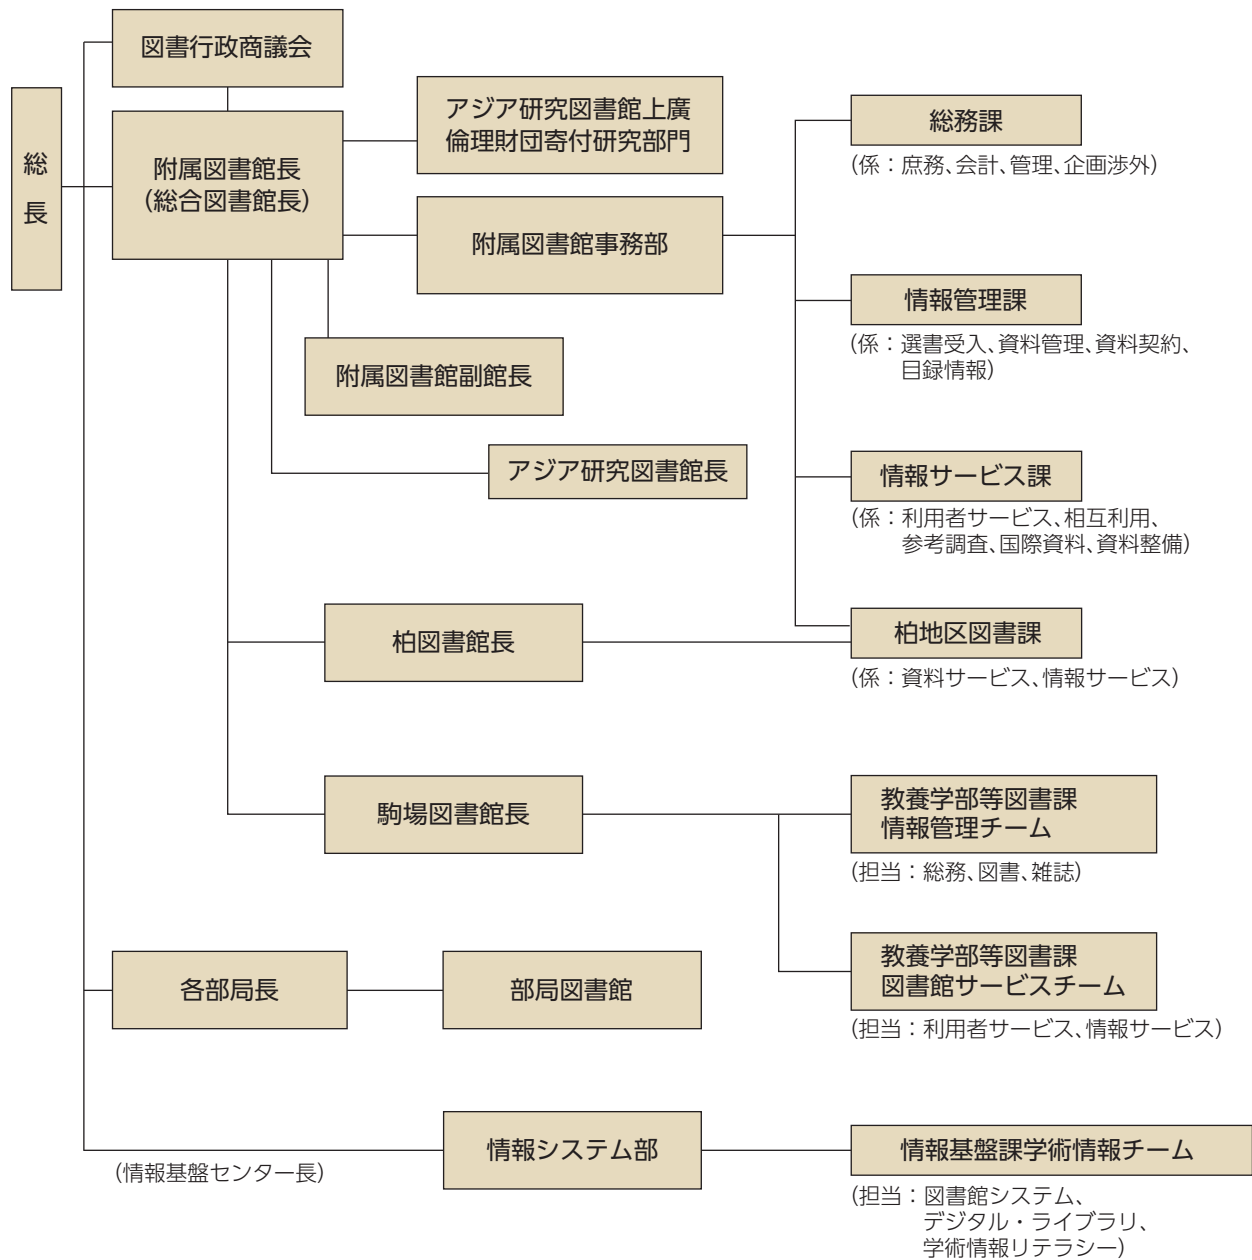 総長
図書行政商議会
附属図書館長
(総合図書館長)
アジア研究図書館上廣
倫理財団寄付研究部門
附属図書館事務部
附属図書館副館長
アジア研究図書館長
総務課
(係：庶務、会計、管理、企画渉外)
情報管理課
(係：選書受入、資料管理、資料契約、
目録情報)
情報サービス課
(係：利用者サービス、相互利用、
参考調査、国際資料、資料整備)
柏図書館長
柏地区図書課
(係：資料サービス、情報サービス)
駒場図書館長
教養学部等図書課
情報管理チーム
(担当：総務、図書、雑誌)
教養学部等図書課
図書館サービスチーム
(担当：利用者サービス、情報サービス)
各部局長
部局図書館
(情報基盤センター長)
情報システム部
情報基盤課学術情報チーム
(担当：図書館システム、
デジタル・ライブラリ、
学術情報リテラシー)